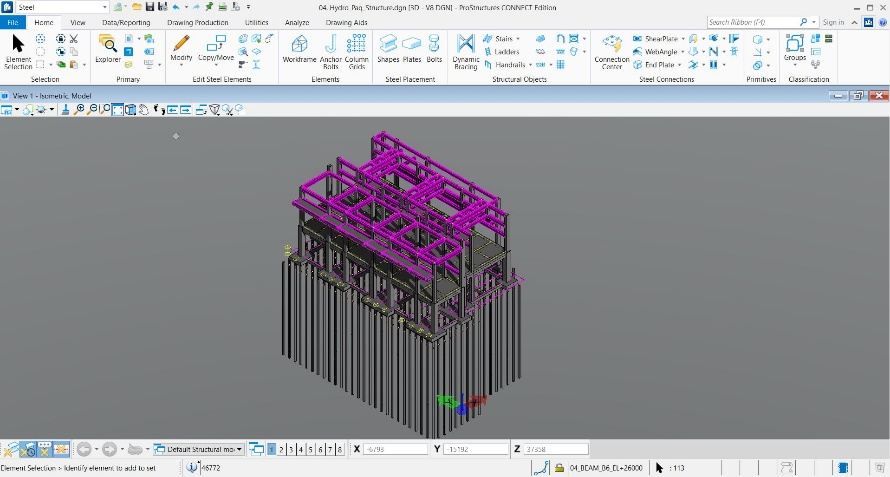 Steel
04. Hydro_Paq_Structure.dgn [3D - V8 DGN] - ProStructures CONNECT Edition
File Home View Data/Reporting Drawing Production Utilities Analyze Drawing Aids
Search Ribbon (F4) Sign in
Element Selection
Selection
Explorer
Primary
Modify Copy/Move
Edit Steel Elements
Workframe Anchor Bolts Column Grids
Elements
Shapes Plates Bolts
Steel Placement
Dynamic Bracing
Stairs
Ladders
Handrails
Structural Objects
Connection Center
ShearPlate
WebAngle
End Plate
Steel Connections
Primitives
Groups
Classification
View 1 - Isometric, Model
Default Structural mo
1 2 3 4 5 6 7 8
X -6793 Y -15192 Z 37358
Element Selection > Identify element to add to set
46772
04_BEAM_B6_EL+26000
: 113